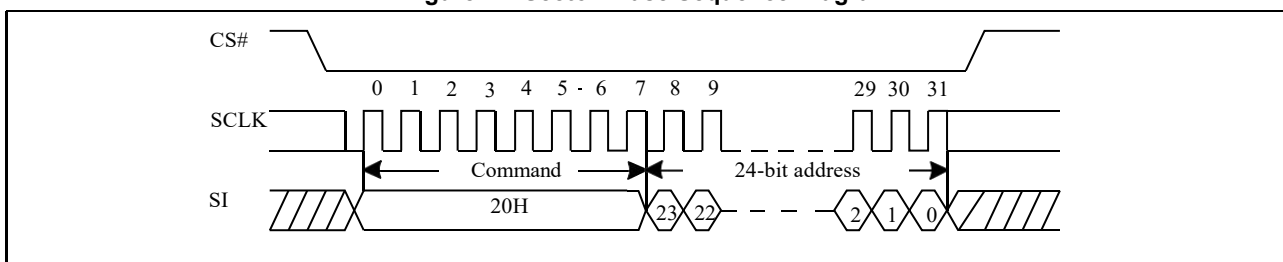 CS#
0 1 2 3 4 5 - 6 7 8 9 29 30 31
SCLK
Command 24-bit address
SI 20H 23 22 2 1 0